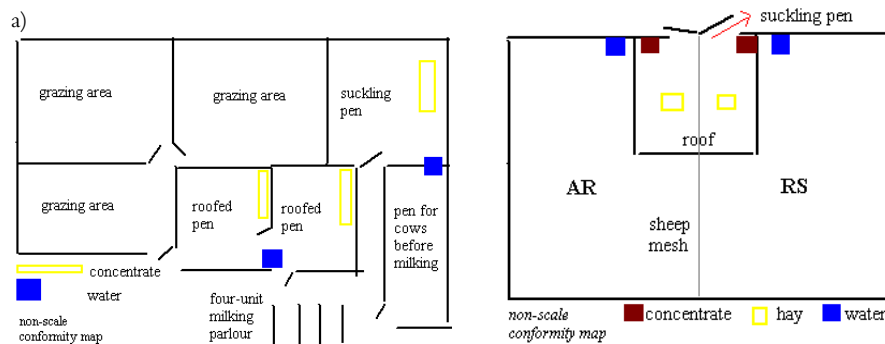 a)
grazing area
grazing area
suckling
pen
grazing area
roofed
pen
roofed
pen
pen for
cows
before
milking
concentrate
water
four-unit
milking
parlour
non-scale
conformity map
suckling pen
roof
AR
RS
sheep
mesh
non-scale
conformity map
concentrate
hay
water